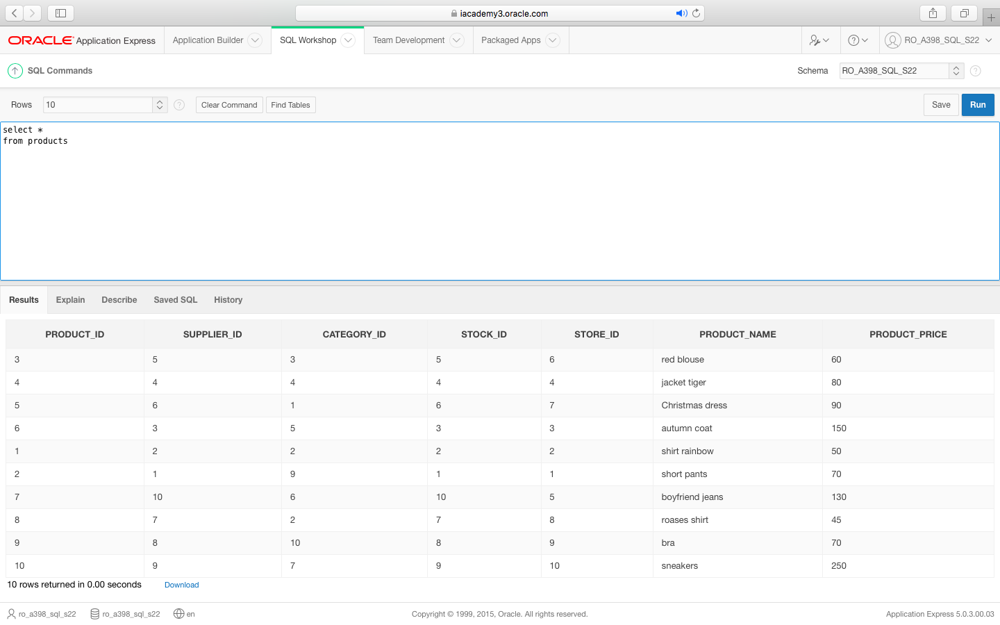 iacademy3.oracle.com
ORACLE Application Express Application Builder SQL Workshop Team Development Packaged Apps RO_A398_SQL_S22
SQL Commands Schema RO_A398_SQL_S22
Rows 10 Clear Command Find Tables Save Run
select *
from products
Results Explain Describe Saved SQL History
PRODUCT_ID SUPPLIER_ID CATEGORY_ID STOCK_ID STORE_ID PRODUCT_NAME PRODUCT_PRICE
3 5 3 5 6 red blouse 60
4 4 4 4 4 jacket tiger 80
5 6 1 6 7 Christmas dress 90
6 3 5 3 3 autumn coat 150
1 2 2 2 2 shirt rainbow 50
2 1 9 1 1 short pants 70
7 10 6 10 5 boyfriend jeans 130
8 7 2 7 8 roases shirt 45
9 8 10 8 9 bra 70
10 9 7 9 10 sneakers 250
10 rows returned in 0.00 seconds Download
ro_a398_sql_s22 ro_a398_sql_s22 en Copyright © 1999, 2015, Oracle. All rights reserved. Application Express 5.0.3.00.03